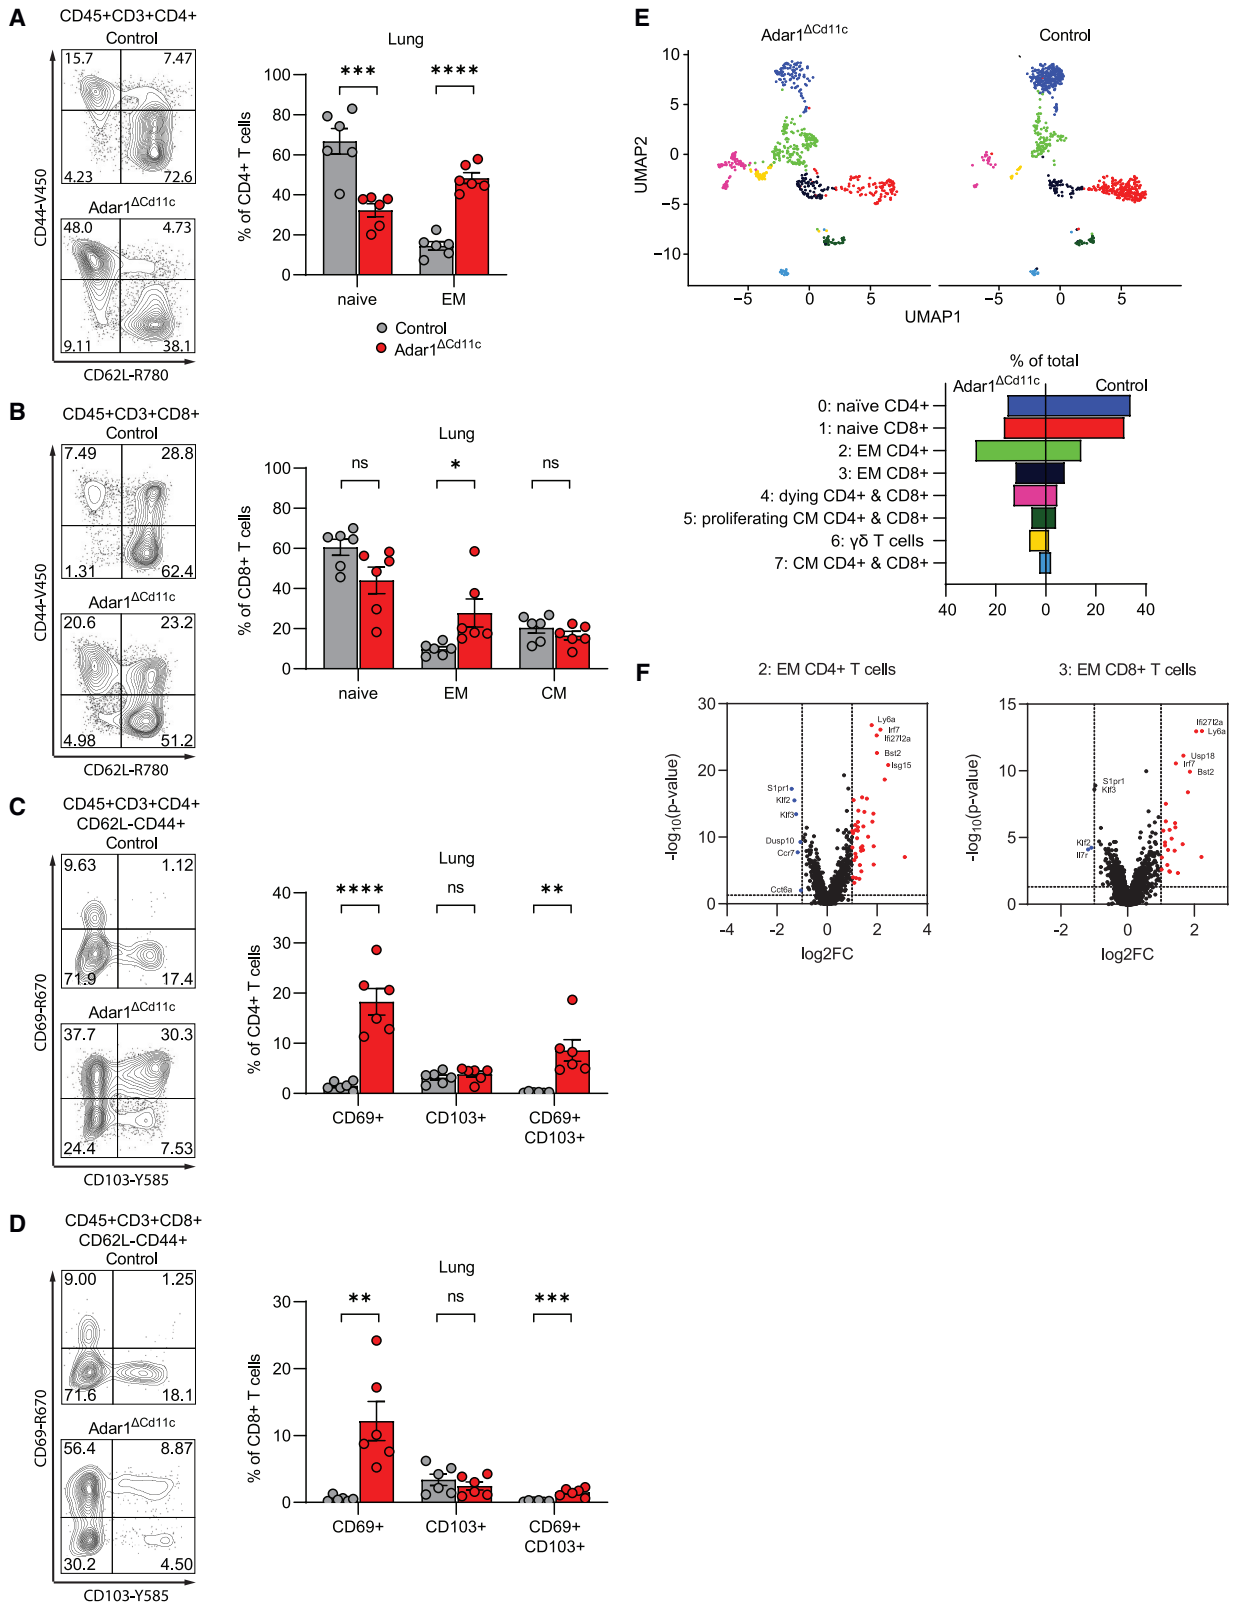 A
CD45+CD3+CD4+
Control
15.7 7.47
4.23 72.6
Adar1ΔCd11c
48.0 4.73
9.11 38.1
CD44-V450
CD62L-R780
Lung
*** ****
% of CD4+ T cells
100
80
60
40
20
0
naive EM
Control
Adar1ΔCd11c
B
CD45+CD3+CD8+
Control
7.49 28.8
1.31 62.4
Adar1ΔCd11c
20.6 23.2
4.98 51.2
CD44-V450
CD62L-R780
Lung
ns * ns
% of CD8+ T cells
100
80
60
40
20
0
naive EM CM
C
CD45+CD3+CD4+
CD62L-CD44+
Control
9.63 1.12
71.9 17.4
Adar1ΔCd11c
37.7 30.3
24.4 7.53
CD69-R670
CD103-Y585
Lung
**** ns **
% of CD4+ T cells
40
30
20
10
0
CD69+ CD103+ CD69+
CD103+
D
CD45+CD3+CD8+
CD62L-CD44+
Control
9.00 1.25
71.6 18.1
Adar1ΔCd11c
56.4 8.87
30.2 4.50
CD69-R670
CD103-Y585
Lung
** ns ***
% of CD8+ T cells
30
20
10
0
CD69+ CD103+ CD69+
CD103+
E
Adar1ΔCd11c Control
UMAP2
10
5
0
−5
−10
−5 0 5 −5 0 5
UMAP1
% of total
Adar1ΔCd11c Control
0: naïve CD4+
1: naive CD8+
2: EM CD4+
3: EM CD8+
4: dying CD4+ & CD8+
5: proliferating CM CD4+ & CD8+
6: γδ T cells
7: CM CD4+ & CD8+
40 20 0 20 40
F
2: EM CD4+ T cells
-log10(p-value)
30
20
10
0
Ly6a
Irf7
Ifi27l2a
Bst2
Isg15
S1pr1
Klf2
Klf3
Dusp10
Ccr7
Cct6a
-4 -2 0 2 4
log2FC
3: EM CD8+ T cells
-log10(p-value)
15
10
5
0
Ifi27l2a
Ly6a
Usp18
Irf7
Bst2
S1pr1
Klf3
Klf2
Il7r
-2 0 2
log2FC